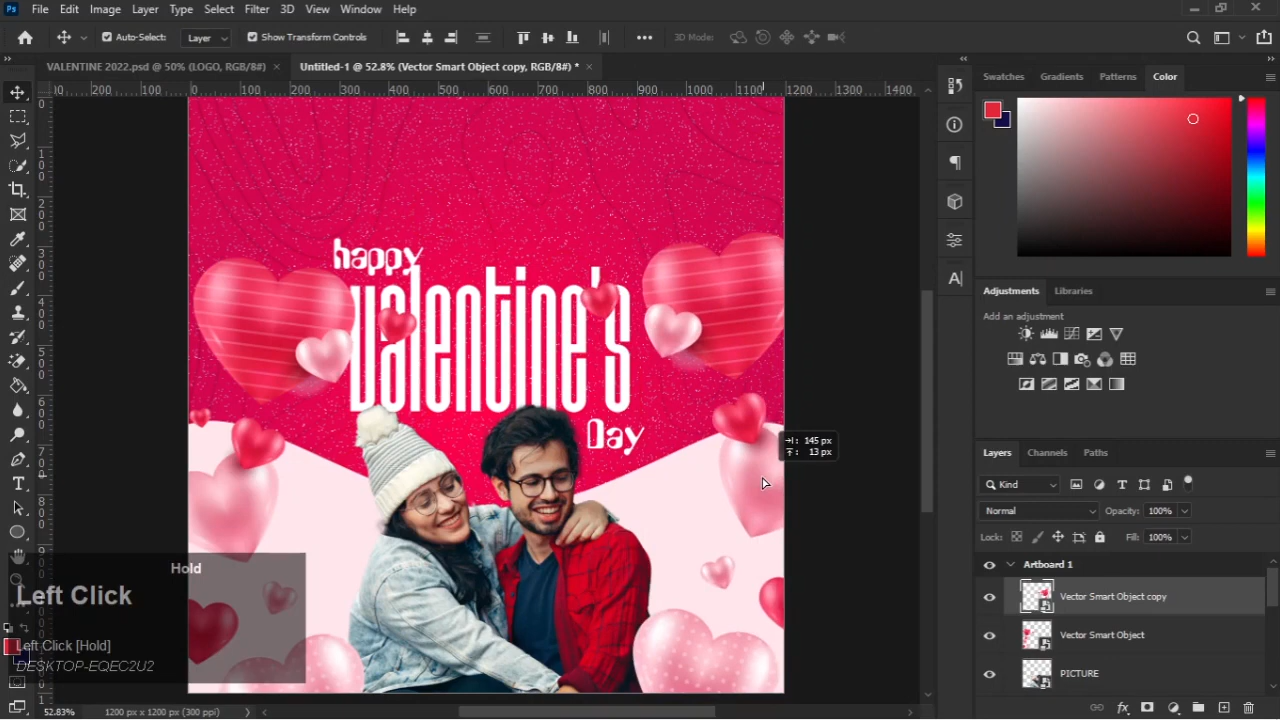 Ps File Edit Image Layer Type Select Filter 3D View Window Help
Auto-Select: Layer Show Transform Controls 3D Mode:
VALENTINE 2022.psd @ 50% (LOGO, RGB/8#) × Untitled-1 @ 52.8% (Vector Smart Object copy, RGB/8#) * ×
200 100 0 100 200 300 400 500 600 700 800 900 1000 1100 1200 1300 1400
Swatches Gradients Patterns Color
happy
valentine's
Day
145 px
13 px
Adjustments Libraries
Add an adjustment
Layers Channels Paths
Kind
Normal Opacity: 100%
Lock: Fill: 100%
Artboard 1
Vector Smart Object copy
Vector Smart Object
PICTURE
Hold
Left Click
Left Click [Hold]
DESKTOP-EQEC2U2
52.83% 1200 px x 1200 px (300 ppi)